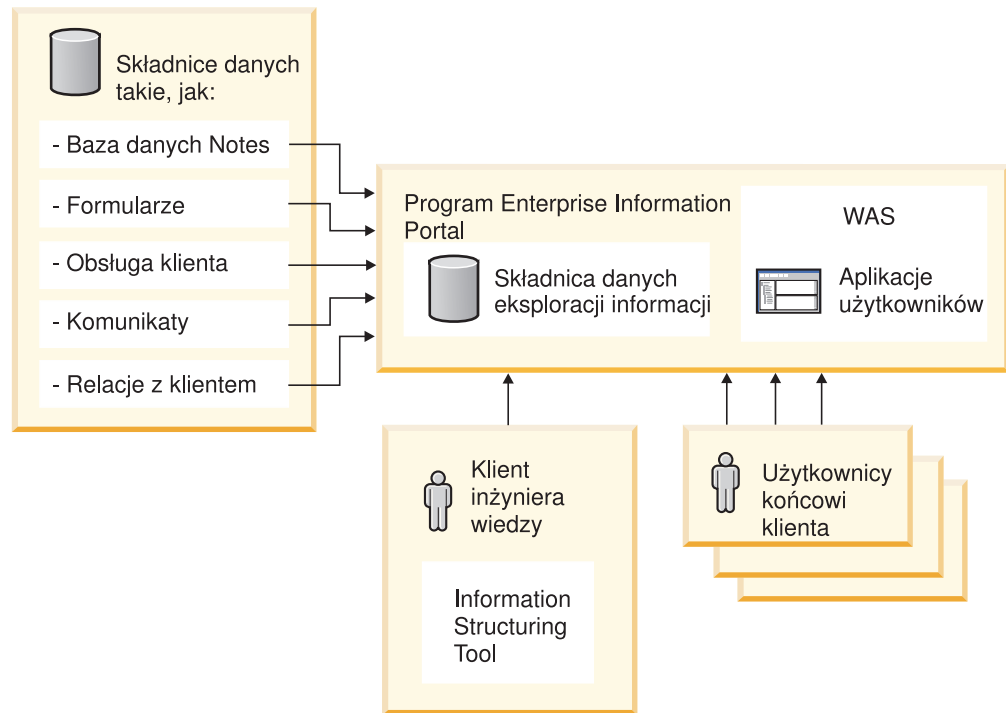 Składnice danych
takie, jak:
- Baza danych Notes
- Formularze
- Obsługa klienta
- Komunikaty
- Relacje z klientem
Program Enterprise Information
Portal
Składnica danych
eksploracji informacji
WAS
Aplikacje
użytkowników
Klient
inżyniera
wiedzy
Information
Structuring
Tool
Użytkownicy
końcowi
klienta